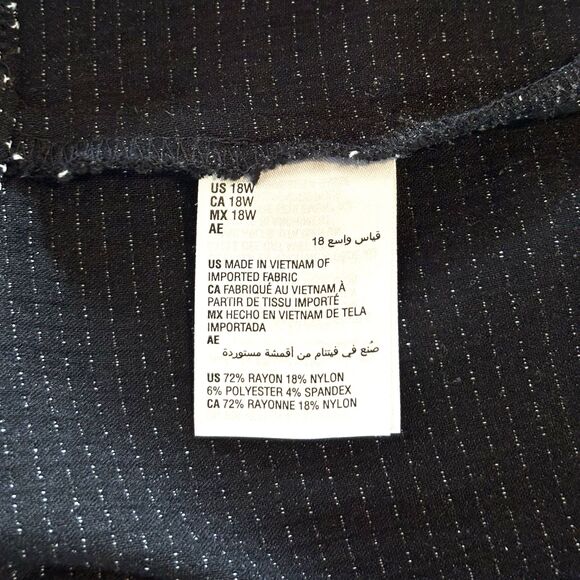 US 18W
CA 18W
MX 18W
AE
قياس واسع 18
US MADE IN VIETNAM OF
IMPORTED FABRIC
CA FABRIQUÉ AU VIETNAM À
PARTIR DE TISSU IMPORTÉ
MX HECHO EN VIETNAM DE TELA
IMPORTADA
AE
صُنع في فيتنام من أقمشة مستوردة
US 72% RAYON 18% NYLON
6% POLYESTER 4% SPANDEX
CA 72% RAYONNE 18% NYLON